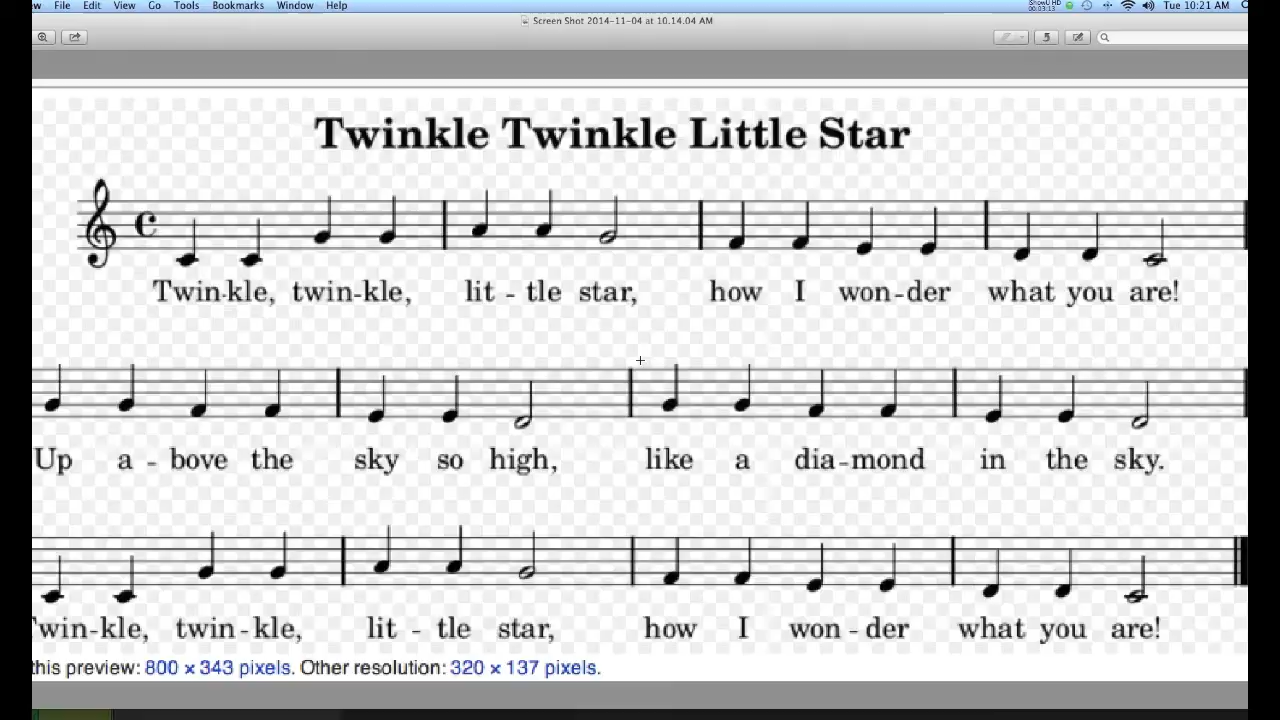 File Edit View Go Tools Bookmarks Window Help Tue 10:21 AM
Screen Shot 2014-11-04 at 10.14.04 AM
Twinkle Twinkle Little Star
Twin-kle, twin-kle, lit - tle star, how I won-der what you are!
Up a - bove the sky so high, like a dia-mond in the sky.
Twin-kle, twin-kle, lit - tle star, how I won - der what you are!
this preview: 800 × 343 pixels. Other resolution: 320 × 137 pixels.